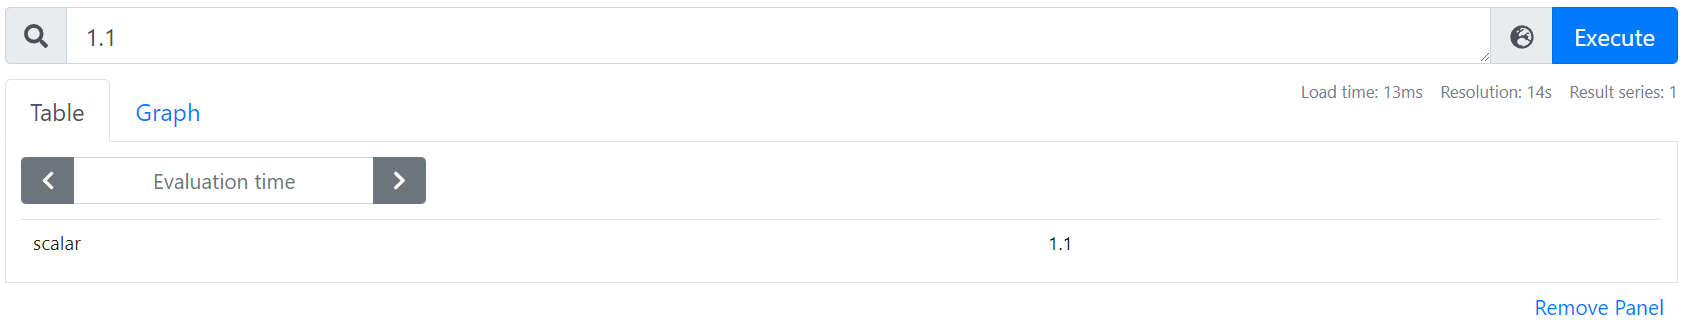 1.1
Execute
Table
Graph
Load time: 13ms Resolution: 14s Result series: 1
Evaluation time
scalar 1.1
Remove Panel